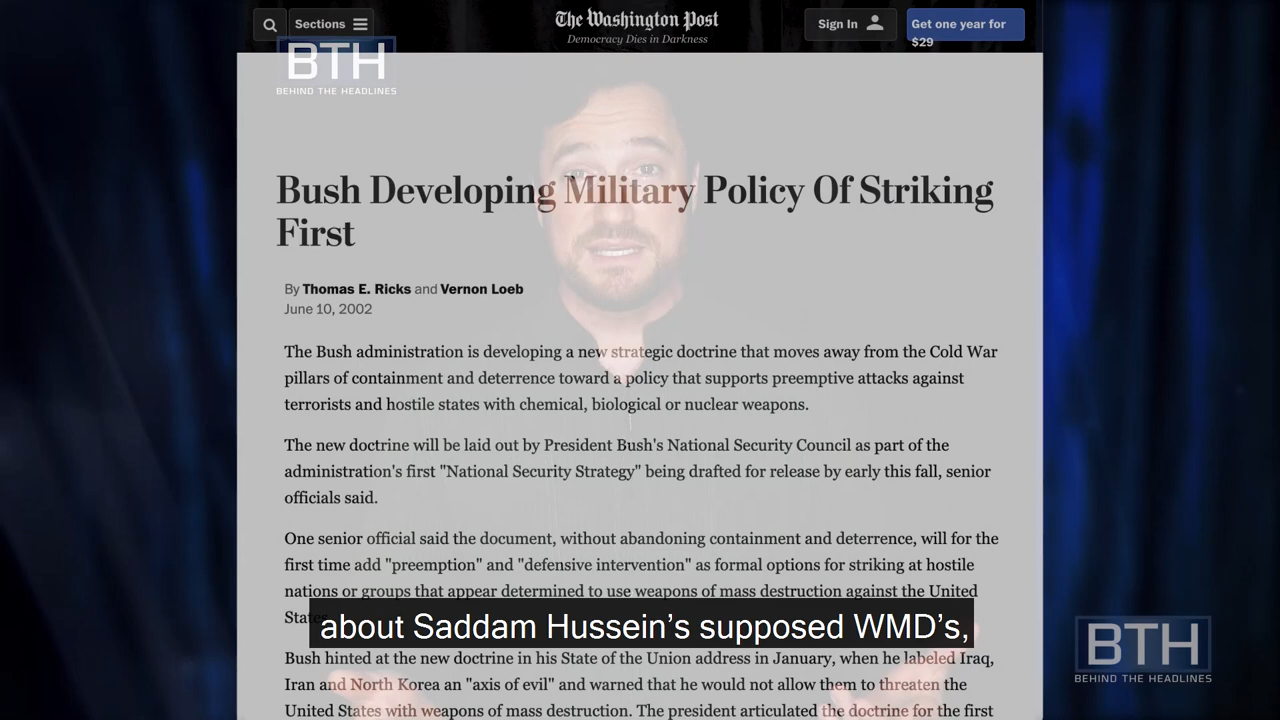 Sections
The Washington Post
Democracy Dies in Darkness
Sign In
Get one year for
$29
BTH
BEHIND THE HEADLINES
Bush Developing Military Policy Of Striking
First
By Thomas E. Ricks and Vernon Loeb
June 10, 2002
The Bush administration is developing a new strategic doctrine that moves away from the Cold War
pillars of containment and deterrence toward a policy that supports preemptive attacks against
terrorists and hostile states with chemical, biological or nuclear weapons.
The new doctrine will be laid out by President Bush's National Security Council as part of the
administration's first "National Security Strategy" being drafted for release by early this fall, senior
officials said.
One senior official said the document, without abandoning containment and deterrence, will for the
first time add "preemption" and "defensive intervention" as formal options for striking at hostile
nations or groups that appear determined to use weapons of mass destruction against the United
about Saddam Hussein's supposed WMD's,
Bush hinted at the new doctrine in his State of the Union address in January, when he labeled Iraq,
Iran and North Korea an "axis of evil" and warned that he would not allow them to threaten the
United States with weapons of mass destruction. The president articulated the doctrine for the first
BTH
BEHIND THE HEADLINES